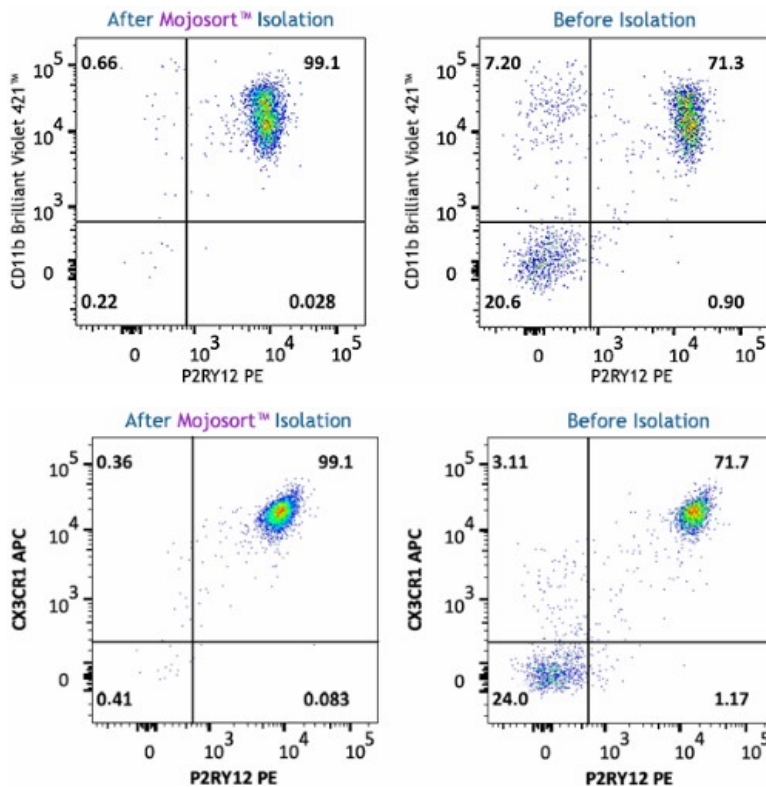 After Mojosort™ Isolation
0.66
99.1
10⁵
10⁴
10³
0
CD11b Brilliant Violet 421™
0.22
0.028
0 10³ 10⁴ 10⁵
P2RY12 PE
Before Isolation
7.20
71.3
10⁵
10⁴
10³
0
CD11b Brilliant Violet 421™
20.6
0.90
0 10³ 10⁴ 10⁵
P2RY12 PE
After Mojosort™ Isolation
0.36
99.1
10⁵
10⁴
10³
0
CX3CR1 APC
0.41
0.083
0 10³ 10⁴ 10⁵
P2RY12 PE
Before Isolation
3.11
71.7
10⁵
10⁴
10³
0
CX3CR1 APC
24.0
1.17
0 10³ 10⁴ 10⁵
P2RY12 PE